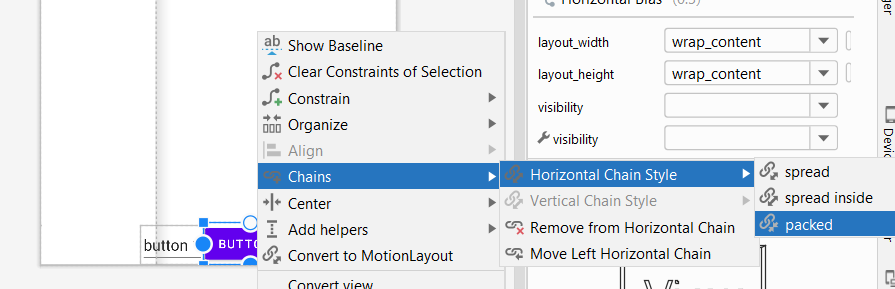 Horizontal Bias (0.5)
layout_width wrap_content
layout_height wrap_content
visibility
visibility
Show Baseline
Clear Constraints of Selection
Constrain
Organize
Align
Chains
Center
Add helpers
Convert to MotionLayout
Convert view
Horizontal Chain Style
Vertical Chain Style
Remove from Horizontal Chain
Move Left Horizontal Chain
spread
spread inside
packed
button